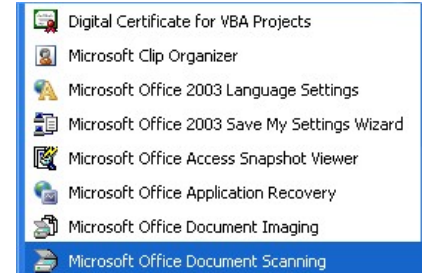 Digital Certificate for VBA Projects
Microsoft Clip Organizer
Microsoft Office 2003 Language Settings
Microsoft Office 2003 Save My Settings Wizard
Microsoft Office Access Snapshot Viewer
Microsoft Office Application Recovery
Microsoft Office Document Imaging
Microsoft Office Document Scanning